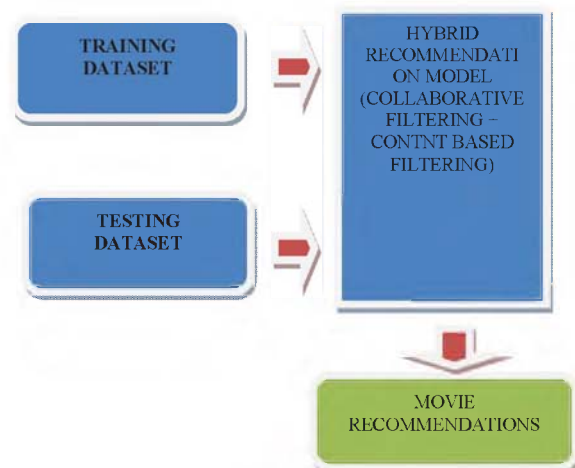 TRAINING
DATASET
HYBRID
RECOMMENDATI
ON MODEL
(COLLABORATIVE
FILTERING –
CONTNT BASED
FILTERING)
TESTING
DATASET
MOVIE
RECOMMENDATIONS